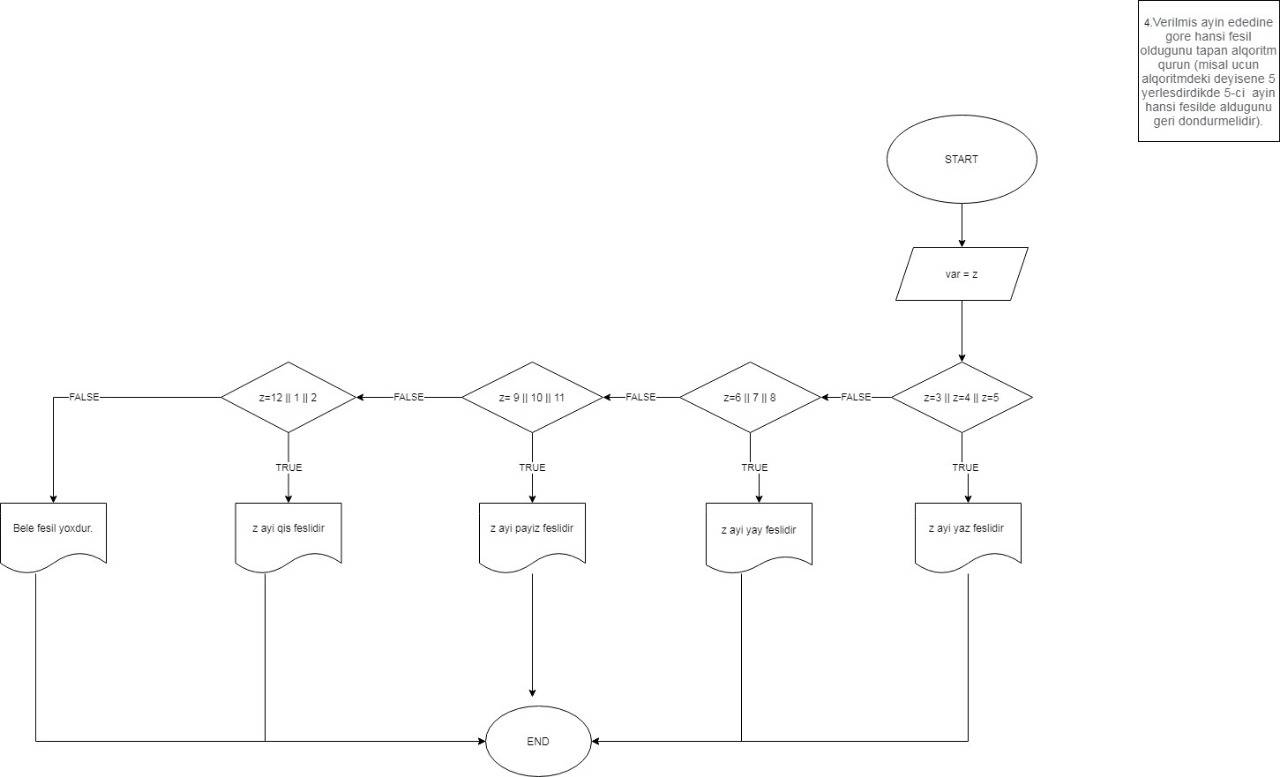 4.Verilmis ayin ededine
gore hansi fesil
oldugunu tapan alqoritm
qurun (misal ucun
alqoritmdeki deyisene 5
yerlesdirdikde 5-ci ayin
hansi fesilde aldugunu
geri dondurmelidir).
START
var = z
FALSE
z=12 || 1 || 2
FALSE
z= 9 || 10 || 11
FALSE
z=6 || 7 || 8
FALSE
z=3 || z=4 || z=5
TRUE
TRUE
TRUE
TRUE
Bele fesil yoxdur.
z ayi qis feslidir
z ayi payiz feslidir
z ayi yay feslidir
z ayi yaz feslidir
END